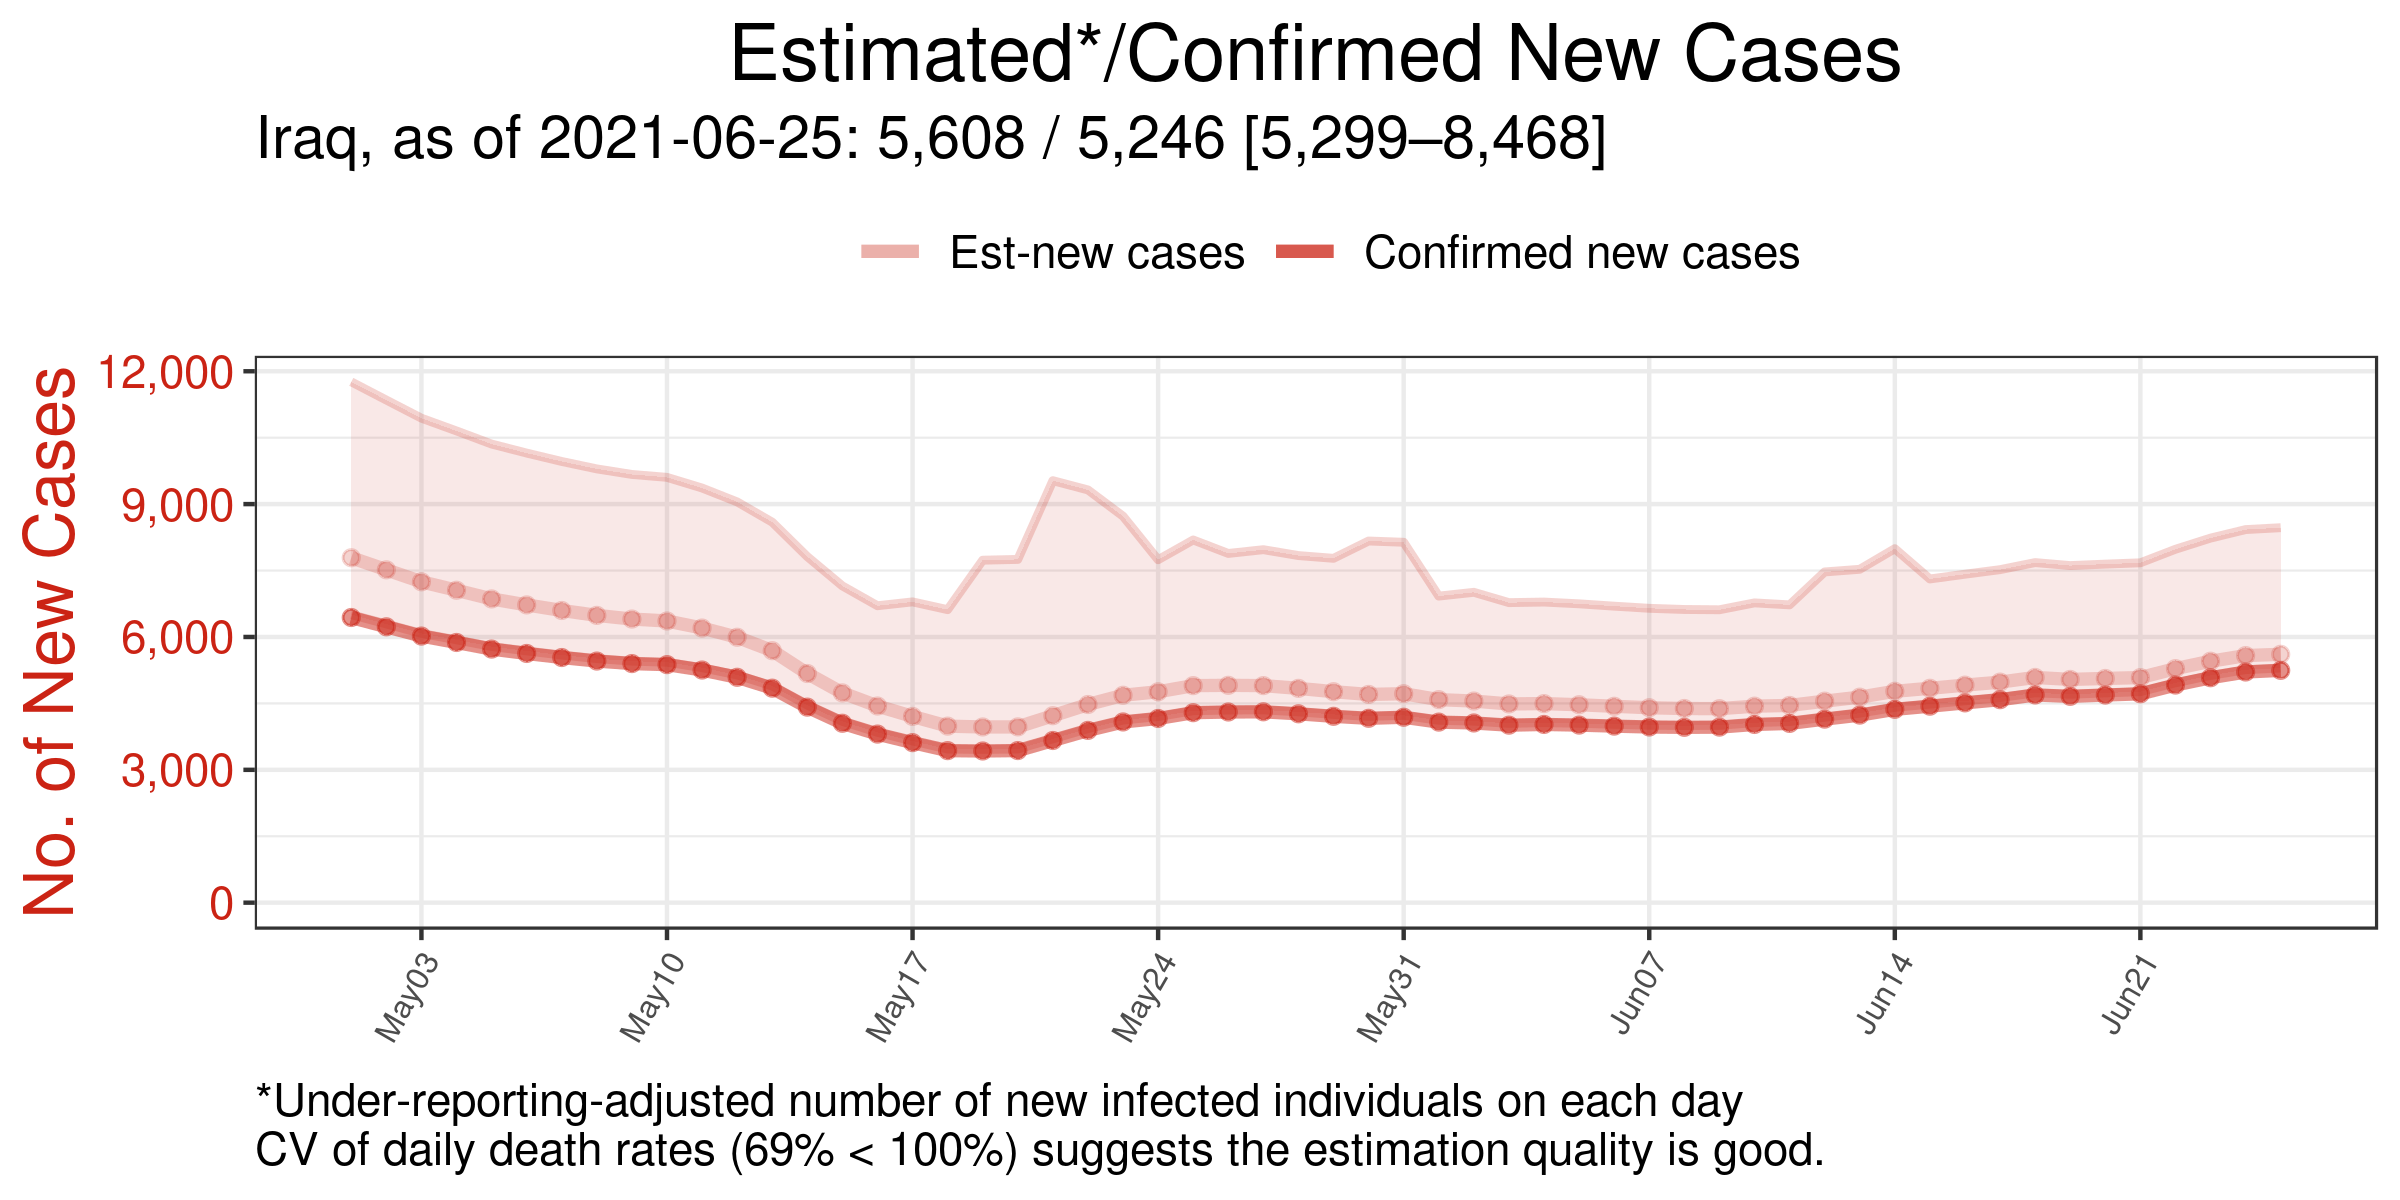 Estimated*/Confirmed New Cases
Iraq, as of 2021-06-25: 5,608 / 5,246 [5,299–8,468]
Est-new cases
Confirmed new cases
No. of New Cases
12,000
9,000
6,000
3,000
0
May03
May10
May17
May24
May31
Jun07
Jun14
Jun21
*Under-reporting-adjusted number of new infected individuals on each day
CV of daily death rates (69% < 100%) suggests the estimation quality is good.